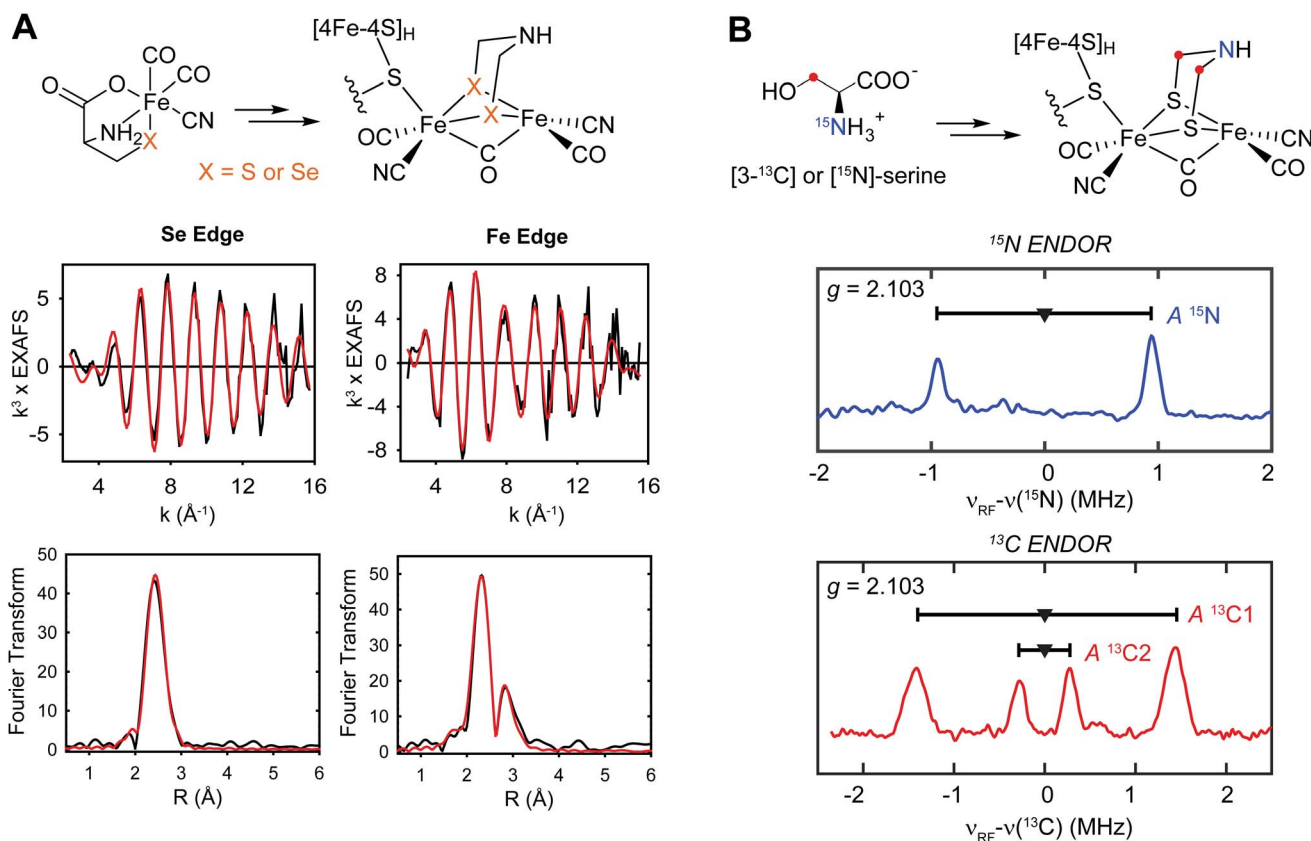 A
[4Fe-4S]H
NH
CO
O
O
CO
Fe
NH2
CN
X
X = S or Se
S
X
X
Fe
Fe
OC
NC
C
O
CN
CO
Se Edge
Fe Edge
k3 x EXAFS
5
0
-5
4 8 12 16
k (Å-1)
k3 x EXAFS
8
4
0
-4
-8
4 8 12 16
k (Å-1)
Fourier Transform
50
40
30
20
10
0
1 2 3 4 5 6
R (Å)
Fourier Transform
50
40
30
20
10
0
1 2 3 4 5 6
R (Å)
B
HO
COO-
15NH3+
[3-13C] or [15N]-serine
[4Fe-4S]H
NH
S
S
S
Fe
Fe
OC
NC
C
O
CN
CO
15N ENDOR
g = 2.103
A 15N
-2 -1 0 1 2
νRF-ν(15N) (MHz)
13C ENDOR
g = 2.103
A 13C1
A 13C2
-2 -1 0 1 2
νRF-ν(13C) (MHz)